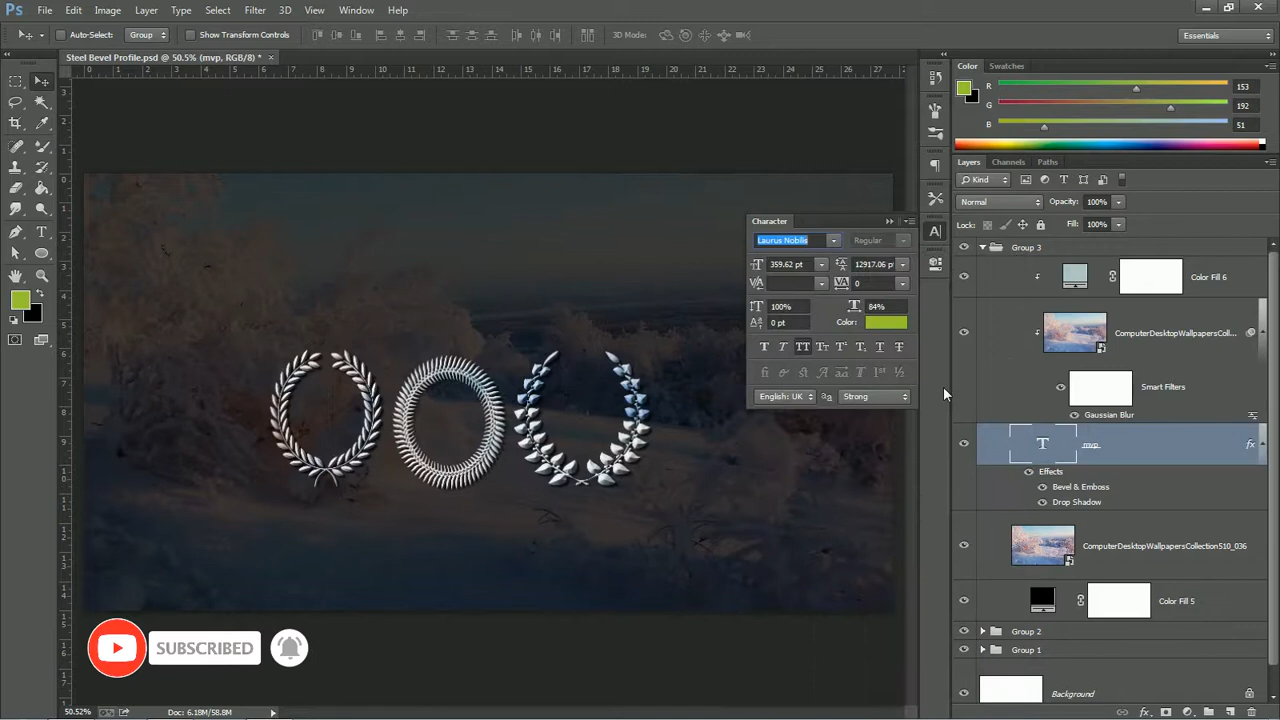 Ps File Edit Image Layer Type Select Filter 3D View Window Help
Auto-Select: Group Show Transform Controls 3D Mode: Essentials
Steel Bevel Profile.psd @ 50.5% (mvp, RGB/8) * ×
Color Swatches
R 153
G 192
B 51
Layers Channels Paths
Kind
Normal Opacity: 100%
Lock: Fill: 100%
Group 3
Color Fill 6
ComputerDesktopWallpapersColl...
Smart Filters
Gaussian Blur
mvp fx
Effects
Bevel & Emboss
Drop Shadow
ComputerDesktopWallpapersCollection510_036
Color Fill 5
Group 2
Group 1
Background
Character
Laurus Nobilis Regular
359.62 pt 12917.06 pt
0
100% 84%
0 pt Color:
English: UK Strong
SUBSCRIBED
50.52% Doc: 6.18M/58.8M